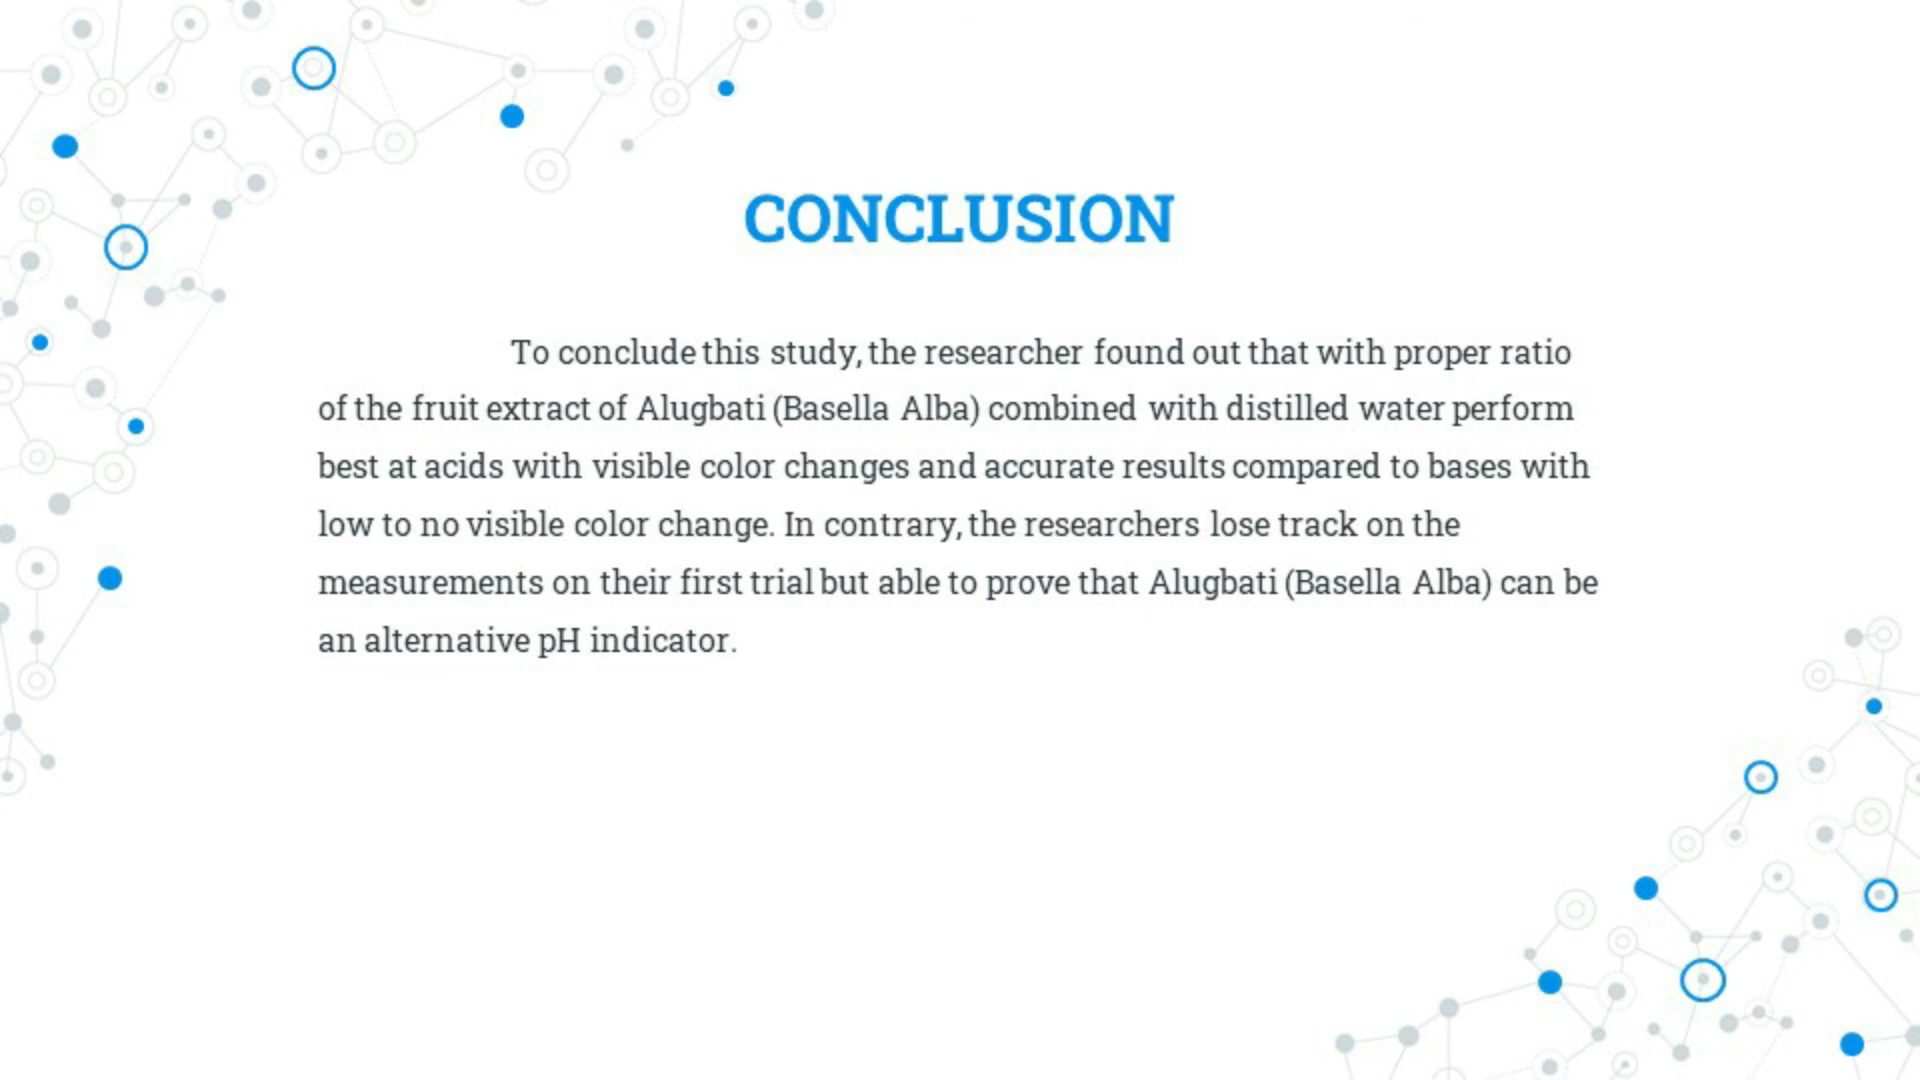 CONCLUSION
To conclude this study, the researcher found out that with proper ratio
of the fruit extract of Alugbati (Basella Alba) combined with distilled water perform
best at acids with visible color changes and accurate results compared to bases with
low to no visible color change. In contrary, the researchers lose track on the
measurements on their first trial but able to prove that Alugbati (Basella Alba) can be
an alternative pH indicator.